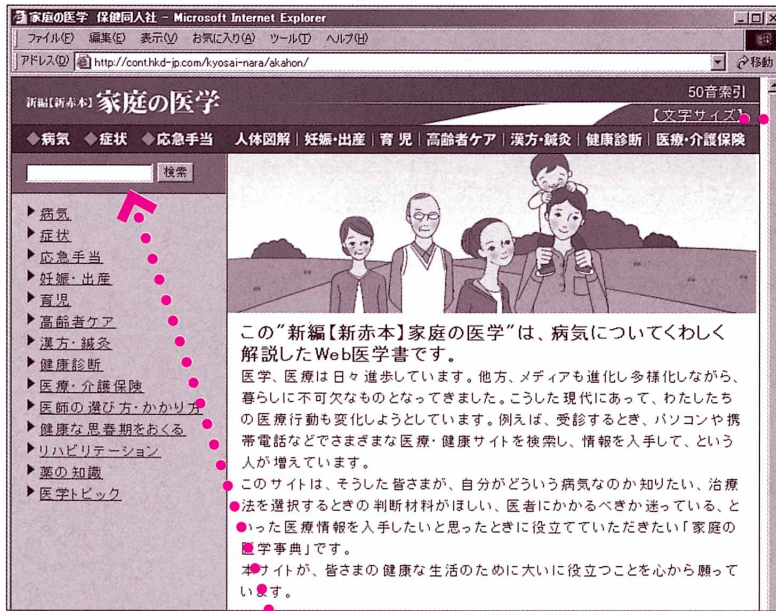 家庭の医学 保健同人社 - Microsoft Internet Explorer
ファイル(F) 編集(E) 表示(V) お気に入り(A) ツール(T) ヘルプ(H)
アドレス(D) http://cont.hkd-jp.com/kyosai-nara/akahon/ 移動
50音索引
新編【新赤本】家庭の医学
【文字サイズ】
◆病気 ◆症状 ◆応急手当 人体図解|妊娠・出産|育児|高齢者ケア|漢方・鍼灸|健康診断|医療・介護保険
検索
病気
症状
応急手当
妊娠・出産
育児
高齢者ケア
漢方・鍼灸
健康診断
医療・介護保険
医師の選び方・かかり方
健康な思春期をおくる
リハビリテーション
薬の知識
医学トピック
この"新編【新赤本】家庭の医学"は、病気についてくわしく
解説したWeb医学書です。
医学、医療は日々進歩しています。他方、メディアも進化し多様化しながら、
暮らしに不可欠なものとなってきました。こうした現代にあって、わたしたち
の医療行動も変化しようとしています。例えば、受診するとき、パソコンや携
帯電話などでさまざまな医療・健康サイトを検索し、情報を入手して、という
人が増えています。
このサイトは、そうした皆さまが、自分がどういう病気なのか知りたい、治療
法を選択するときの判断材料がほしい、医者にかかるべきか迷っている、と
いった医療情報を入手したいと思ったときに役立てていただきたい「家庭の
医学事典」です。
本サイトが、皆さまの健康な生活のために大いに役立つことを心から願って
います。